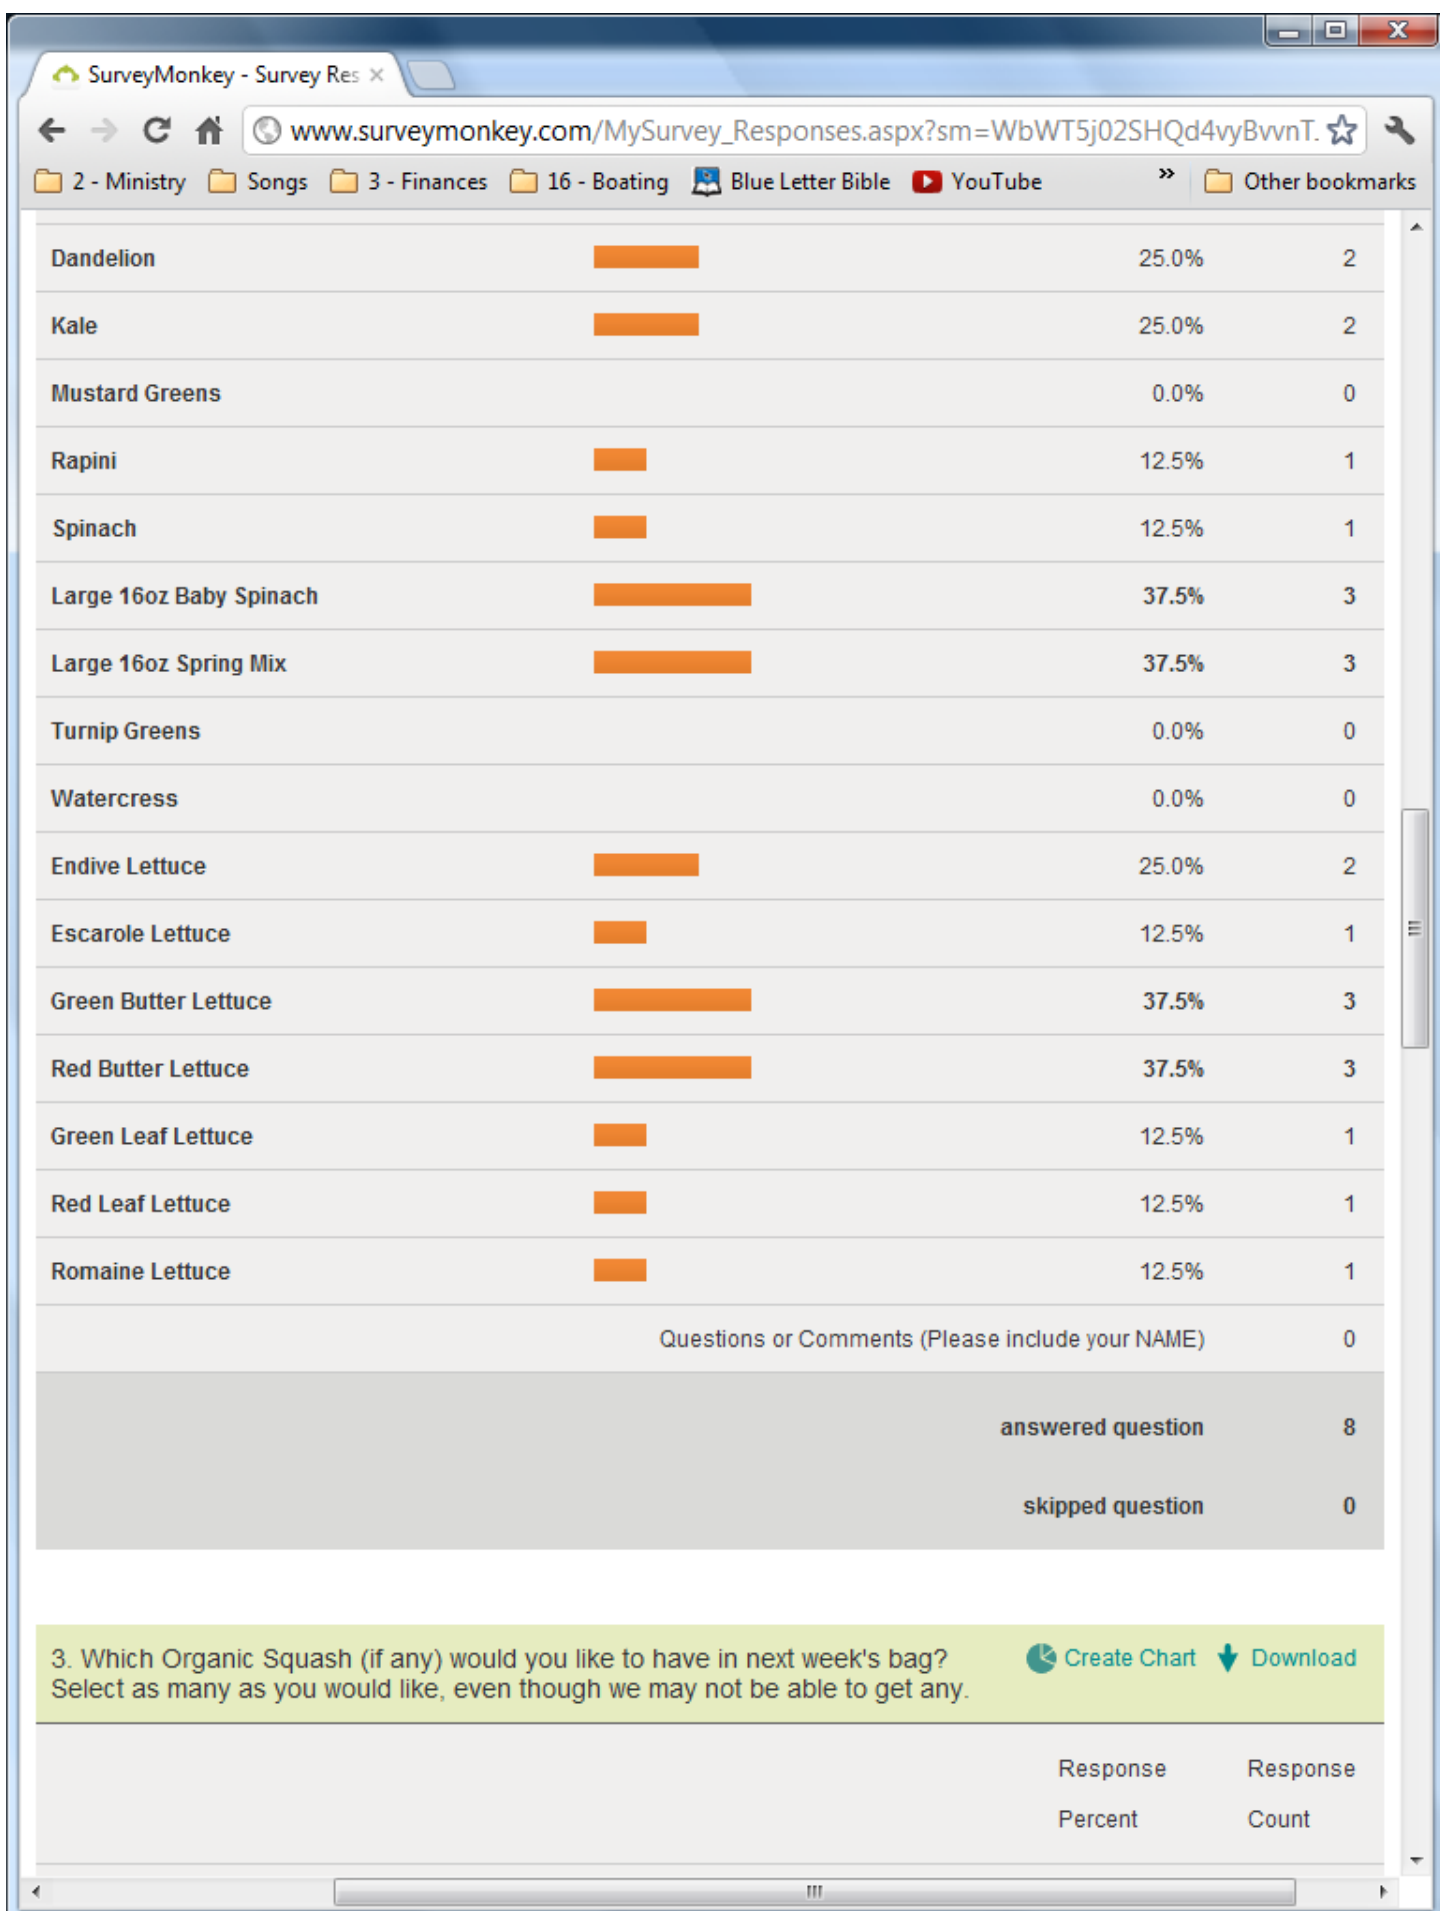 SurveyMonkey - Survey Res
www.surveymonkey.com/MySurvey_Responses.aspx?sm=WbWT5j02SHQd4vyBvvnT.
2 - Ministry Songs 3 - Finances 16 - Boating Blue Letter Bible YouTube » Other bookmarks
Dandelion 25.0% 2
Kale 25.0% 2
Mustard Greens 0.0% 0
Rapini 12.5% 1
Spinach 12.5% 1
Large 16oz Baby Spinach 37.5% 3
Large 16oz Spring Mix 37.5% 3
Turnip Greens 0.0% 0
Watercress 0.0% 0
Endive Lettuce 25.0% 2
Escarole Lettuce 12.5% 1
Green Butter Lettuce 37.5% 3
Red Butter Lettuce 37.5% 3
Green Leaf Lettuce 12.5% 1
Red Leaf Lettuce 12.5% 1
Romaine Lettuce 12.5% 1
Questions or Comments (Please include your NAME) 0
answered question 8
skipped question 0
3. Which Organic Squash (if any) would you like to have in next week's bag? Create Chart Download
Select as many as you would like, even though we may not be able to get any.
Response Response
Percent Count